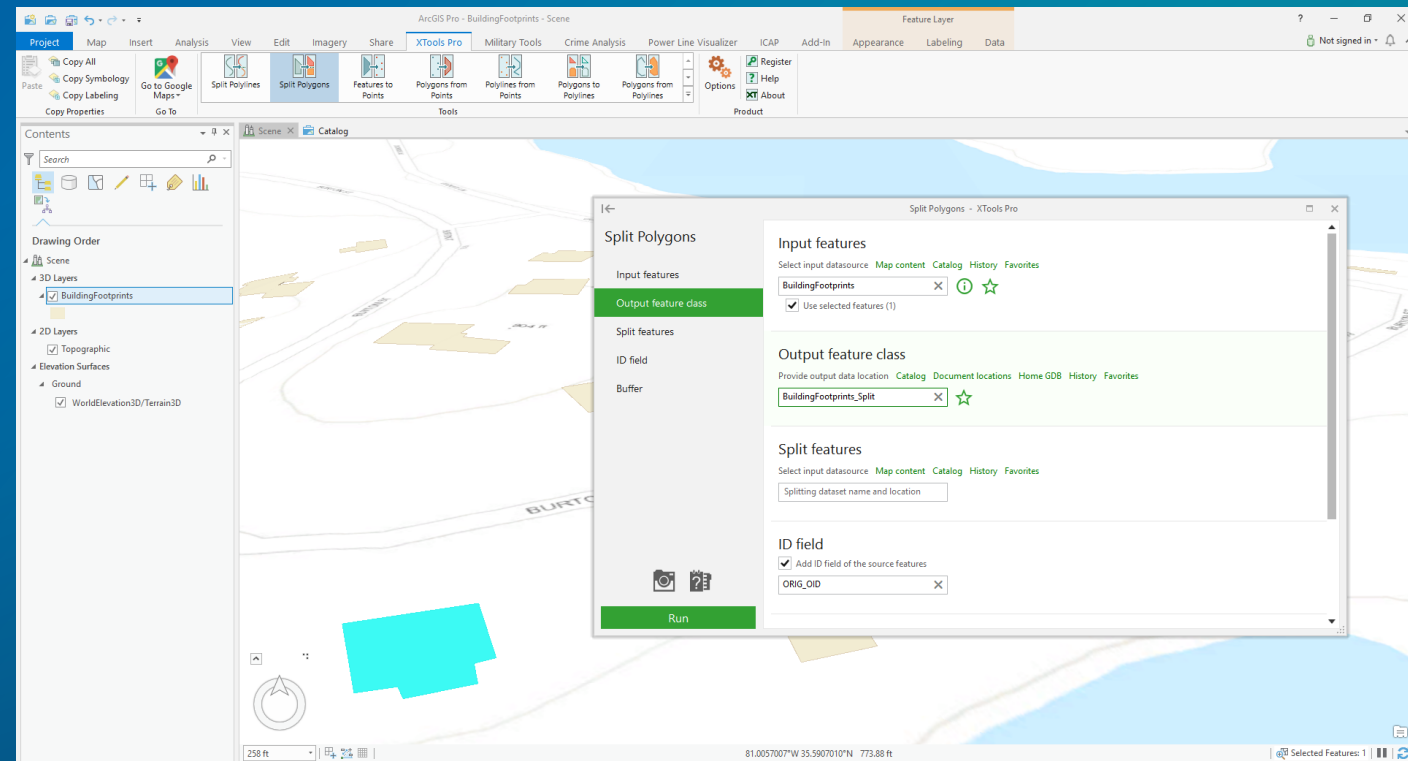 ArcGIS Pro - BuildingFootprints - Scene
Feature Layer
?
Project Map Insert Analysis View Edit Imagery Share XTools Pro Military Tools Crime Analysis Power Line Visualizer ICAP Add-In Appearance Labeling Data
Not signed in
Paste
Copy All
Copy Symbology
Copy Labeling
Copy Properties
Go to Google Maps
Go To
Split Polylines
Split Polygons
Features to Points
Polygons from Points
Polylines from Points
Polygons to Polylines
Polygons from Polylines
Tools
Options
Register
Help
About
Product
Contents
Scene
Catalog
Search
Drawing Order
Scene
3D Layers
BuildingFootprints
2D Layers
Topographic
Elevation Surfaces
Ground
WorldElevation3D/Terrain3D
Split Polygons - XTools Pro
Split Polygons
Input features
Output feature class
Split features
ID field
Buffer
Run
Input features
Select input datasource Map content Catalog History Favorites
BuildingFootprints
Use selected features (1)
Output feature class
Provide output data location Catalog Document locations Home GDB History Favorites
BuildingFootprints_Split
Split features
Select input datasource Map content Catalog History Favorites
Splitting dataset name and location
ID field
Add ID field of the source features
ORIG_OID
258 ft
81.0057007°W 35.5907010°N 773.88 ft
Selected Features: 1